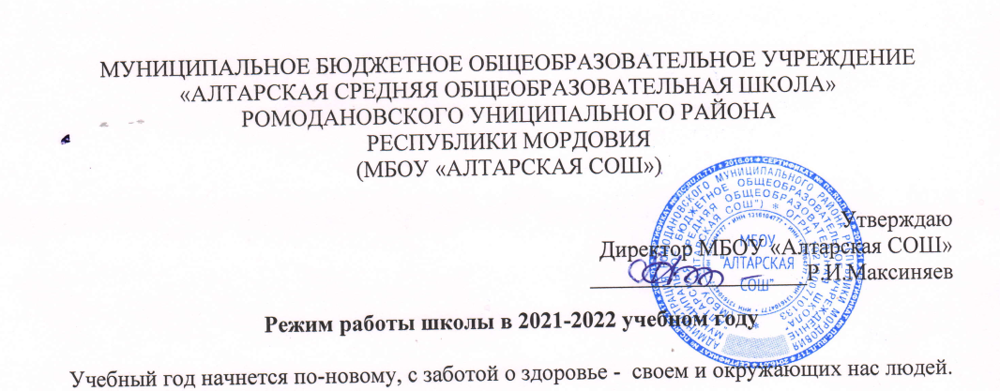 МУНИЦИПАЛЬНОЕ БЮДЖЕТНОЕ ОБЩЕОБРАЗОВАТЕЛЬНОЕ УЧРЕЖДЕНИЕ
«АЛТАРСКАЯ СРЕДНЯЯ ОБЩЕОБРАЗОВАТЕЛЬНАЯ ШКОЛА»
РОМОДАНОВСКОГО УНИЦИПАЛЬНОГО РАЙОНА
РЕСПУБЛИКИ МОРДОВИЯ
(МБОУ «АЛТАРСКАЯ СОШ»)
Утверждаю
Директор МБОУ «Алтарская СОШ»
Р.И.Максиняев
МБОУ
"АЛТАРСКАЯ
СОШ"
Режим работы школы в 2021-2022 учебном году
Учебный год начнется по-новому, с заботой о здоровье - своем и окружающих нас людей.